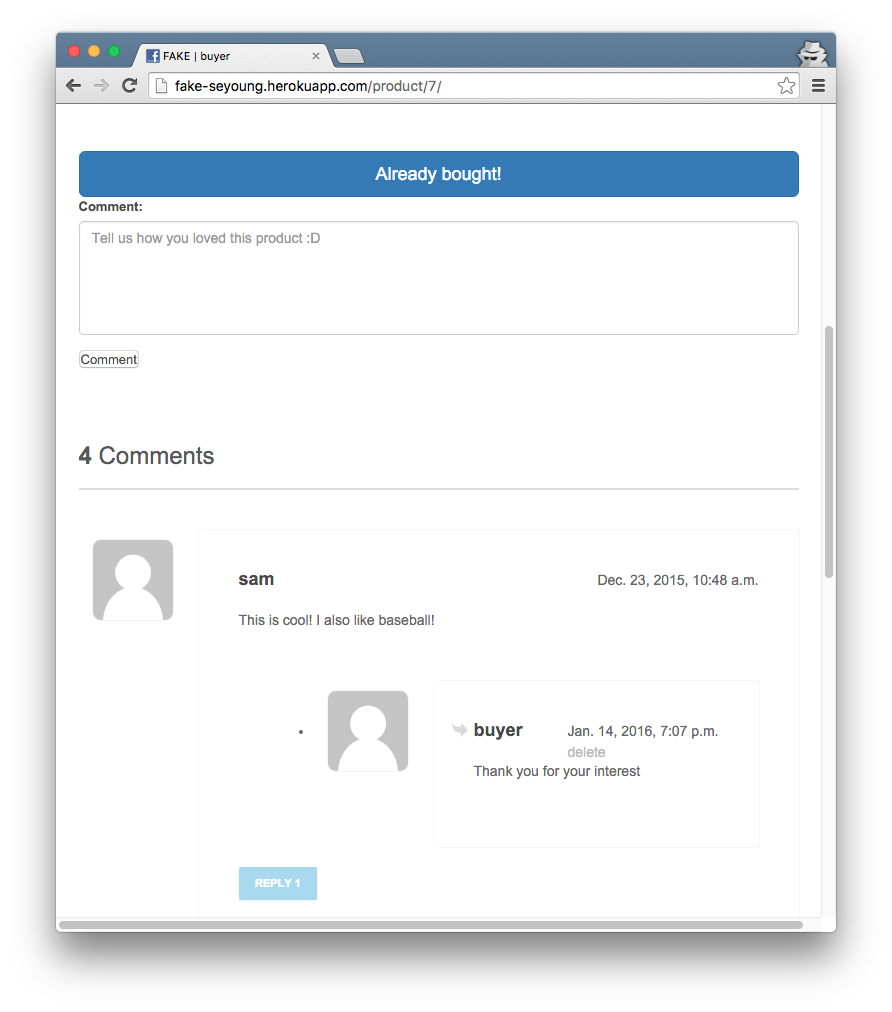 FAKE | buyer
fake-seyoung.herokuapp.com/product/7/
Already bought!
Comment:
Tell us how you loved this product :D
Comment
4 Comments
sam Dec. 23, 2015, 10:48 a.m.
This is cool! I also like baseball!
buyer Jan. 14, 2016, 7:07 p.m.
delete
Thank you for your interest
REPLY 1